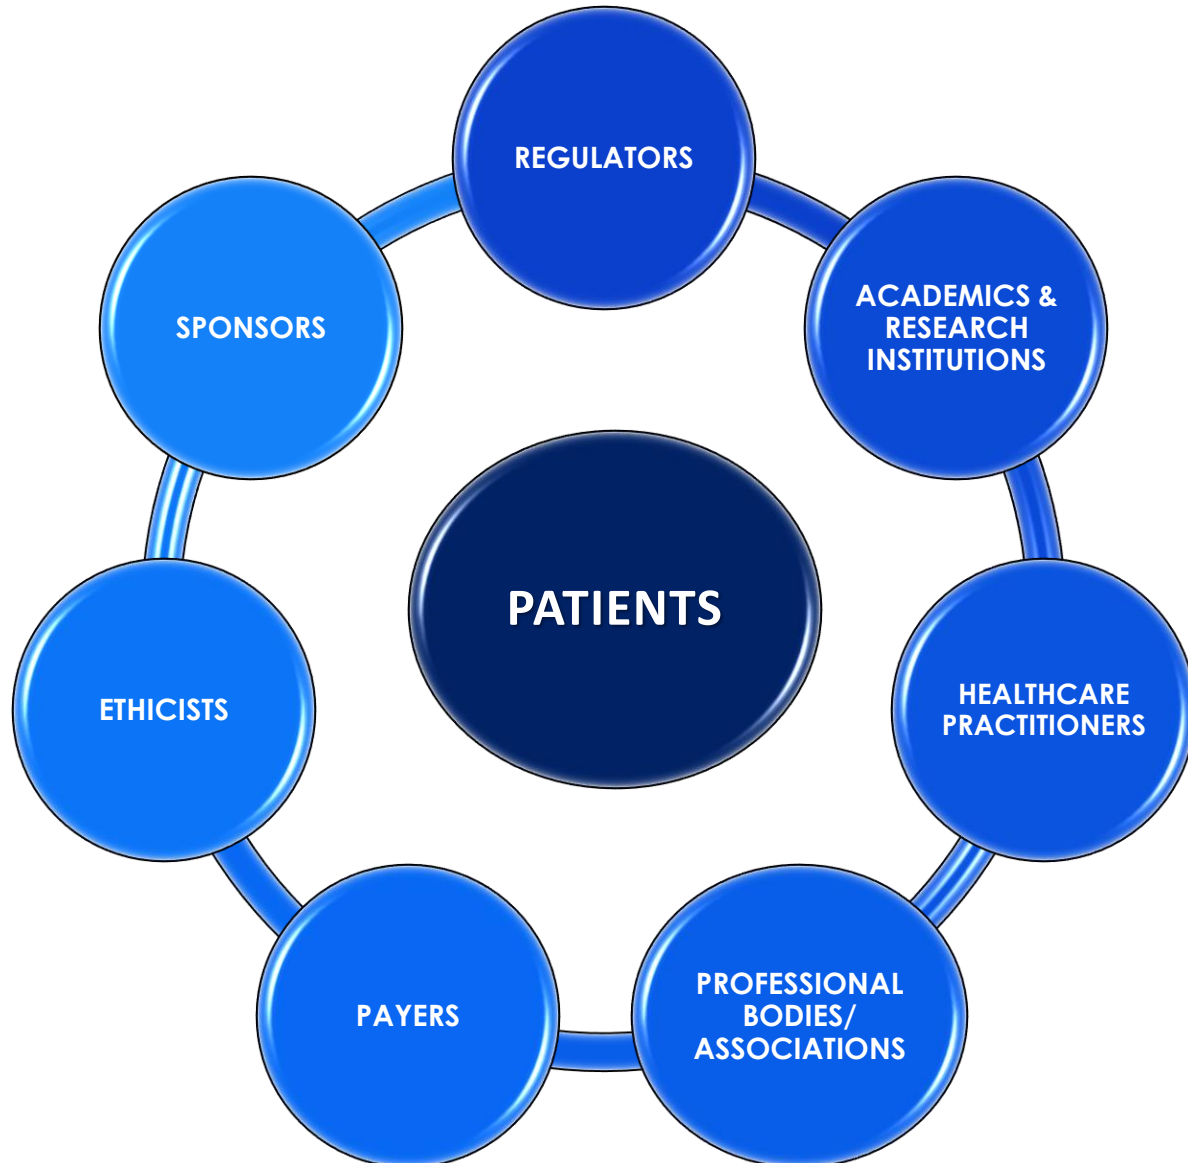 REGULATORS
ACADEMICS &
RESEARCH
INSTITUTIONS
HEALTHCARE
PRACTITIONERS
PROFESSIONAL
BODIES/
ASSOCIATIONS
PAYERS
ETHICISTS
SPONSORS
PATIENTS